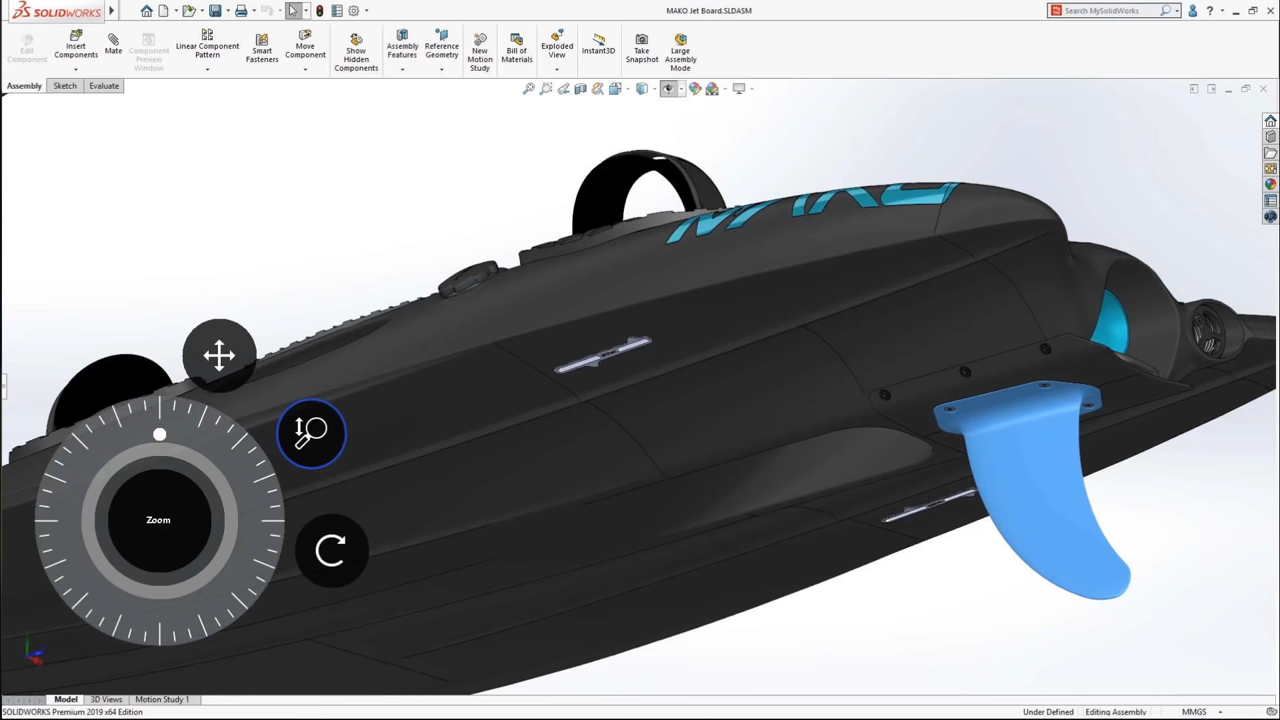 SOLIDWORKS
MAKO Jet Board.SLDASM
Search MySolidWorks
?
Edit
Component
Insert
Components
Mate
Component
Preview
Window
Linear Component
Pattern
Smart
Fasteners
Move
Component
Show
Hidden
Components
Assembly
Features
Reference
Geometry
New
Motion
Study
Bill of
Materials
Exploded
View
Instant3D
Take
Snapshot
Large
Assembly
Mode
Assembly
Sketch
Evaluate
MAKO
Zoom
Model
3D Views
Motion Study 1
SOLIDWORKS Premium 2019 x64 Edition
Under Defined
Editing Assembly
MMGS